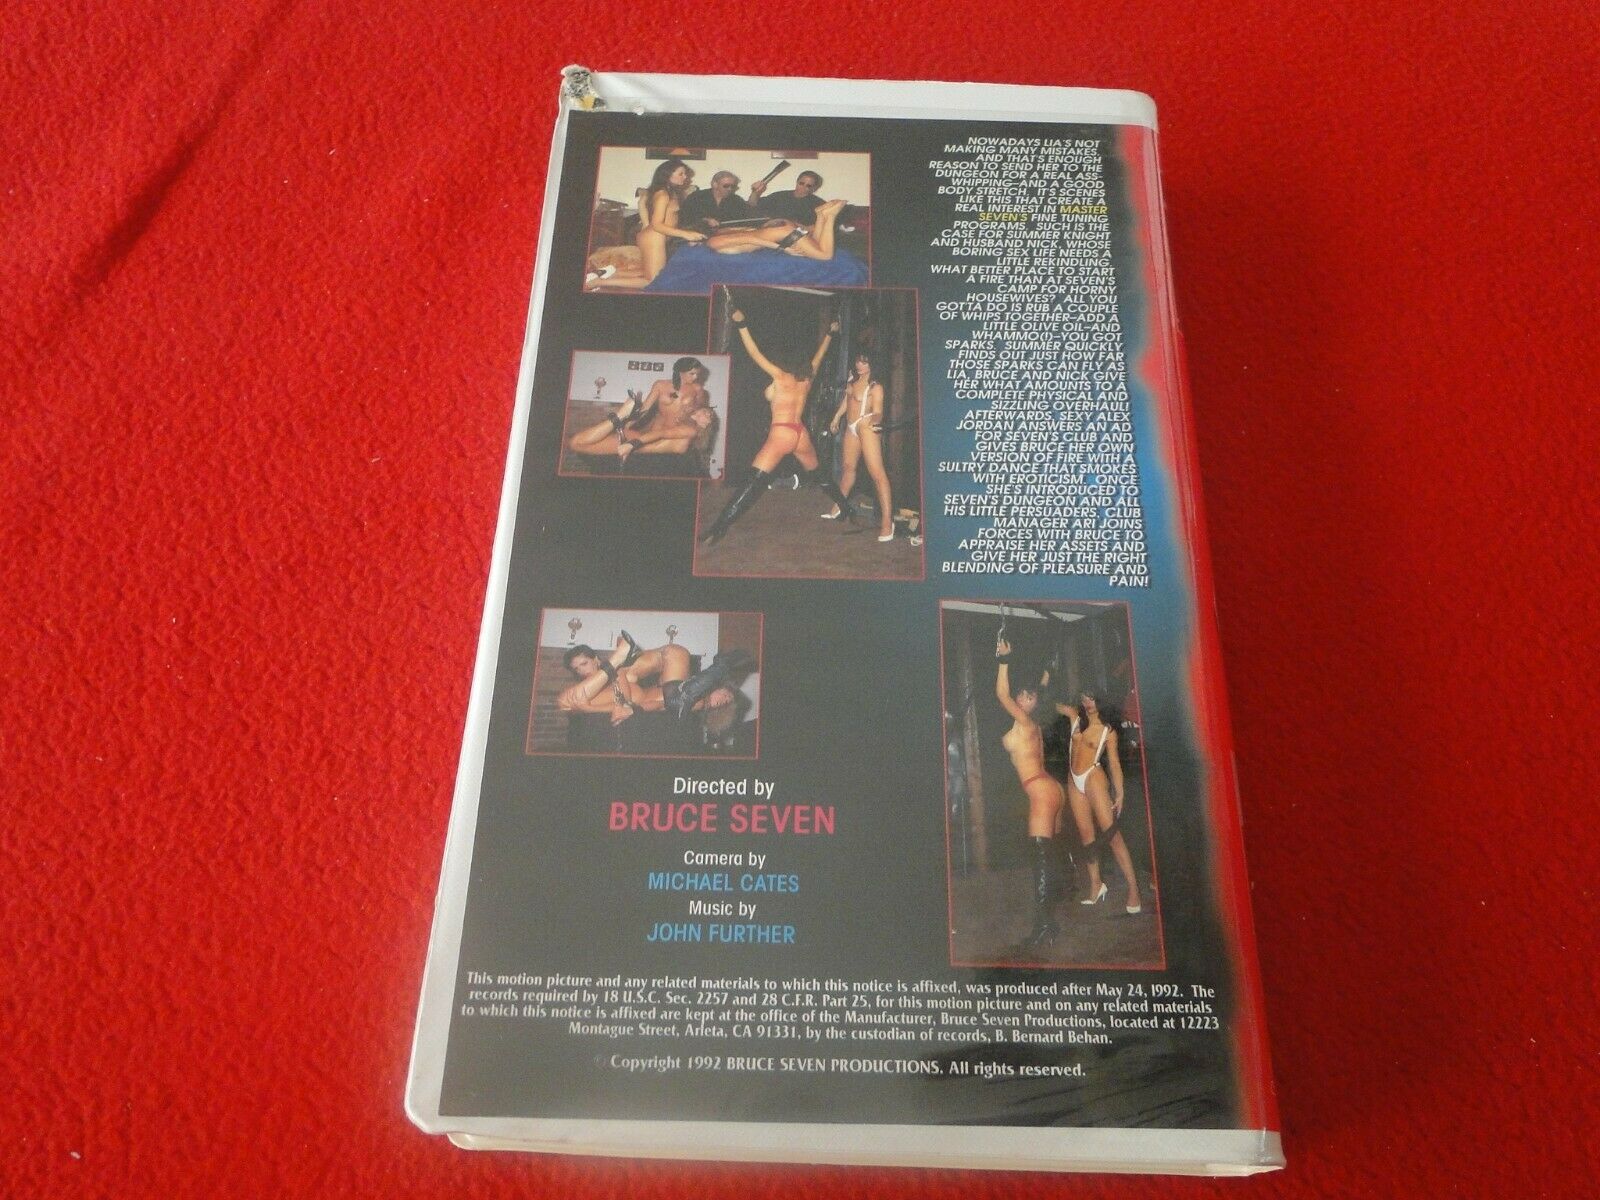 NOWADAYS LIA'S NOT
MAKING MANY MISTAKES,
AND THAT'S ENOUGH
REASON TO SEND HER TO THE
DUNGEON FOR A REAL ASS-
WHIPPING–AND A GOOD
BODY STRETCH. IT'S SCENES
LIKE THIS THAT CREATE A
REAL INTEREST IN MASTER
SEVEN'S FINE TUNING
PROGRAMS. SUCH IS THE
CASE FOR SUMMER KNIGHT
AND HUSBAND NICK, WHOSE
BORING SEX LIFE NEEDS A
LITTLE REKINDLING.
WHAT BETTER PLACE TO START
A FIRE THAN AT SEVEN'S
CAMP FOR HORNY
HOUSEWIVES? ALL YOU
GOTTA DO IS RUB A COUPLE
OF WHIPS TOGETHER–ADD A
LITTLE OLIVE OIL–AND
WHAMMO(!)–YOU GOT
SPARKS. SUMMER QUICKLY
FINDS OUT JUST HOW FAR
THOSE SPARKS CAN FLY AS
LIA, BRUCE AND NICK GIVE
HER WHAT AMOUNTS TO A
COMPLETE PHYSICAL AND
SIZZLING OVERHAUL!
AFTERWARDS, SEXY ALEX
JORDAN ANSWERS AN AD
FOR SEVEN'S CLUB AND
GIVES BRUCE HER OWN
VERSION OF FIRE WITH A
SULTRY DANCE THAT SMOKES
WITH EROTICISM. ONCE
SHE'S INTRODUCED TO
SEVEN'S DUNGEON AND ALL
HIS LITTLE PERSUADERS, CLUB
MANAGER ARI JOINS
FORCES WITH BRUCE TO
APPRAISE HER ASSETS AND
GIVE HER JUST THE RIGHT
BLENDING OF PLEASURE AND
PAIN!
Directed by
BRUCE SEVEN
Camera by
MICHAEL CATES
Music by
JOHN FURTHER
This motion picture and any related materials to which this notice is affixed, was produced after May 24, 1992. The
records required by 18 U.S.C. Sec. 2257 and 28 C.F.R. Part 25, for this motion picture and on any related materials
to which this notice is affixed are kept at the office of the Manufacturer, Bruce Seven Productions, located at 12223
Montague Street, Arleta, CA 91331, by the custodian of records, B. Bernard Behan.
© Copyright 1992 BRUCE SEVEN PRODUCTIONS. All rights reserved.